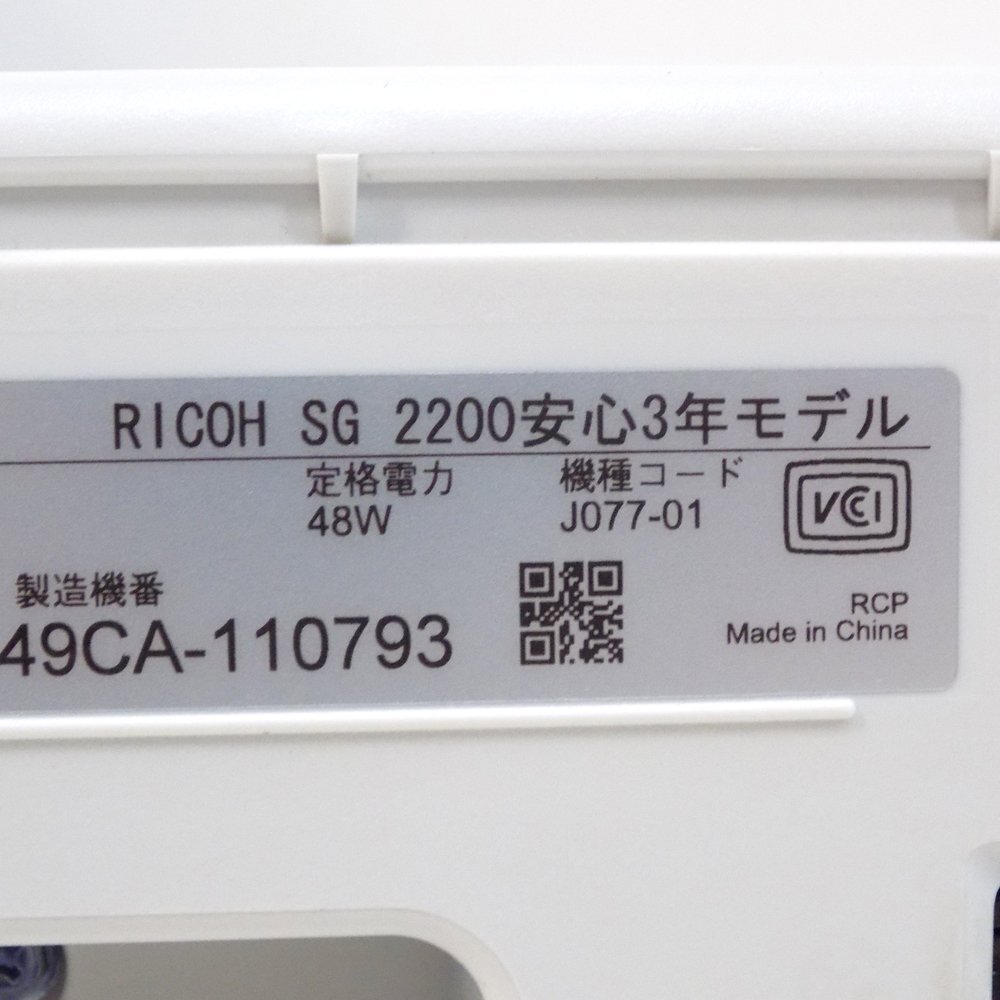 RICOH SG 2200安心3年モデル
定格電力 機種コード
48W J077-01
VCCI
製造機番
49CA-110793
RCP
Made in China